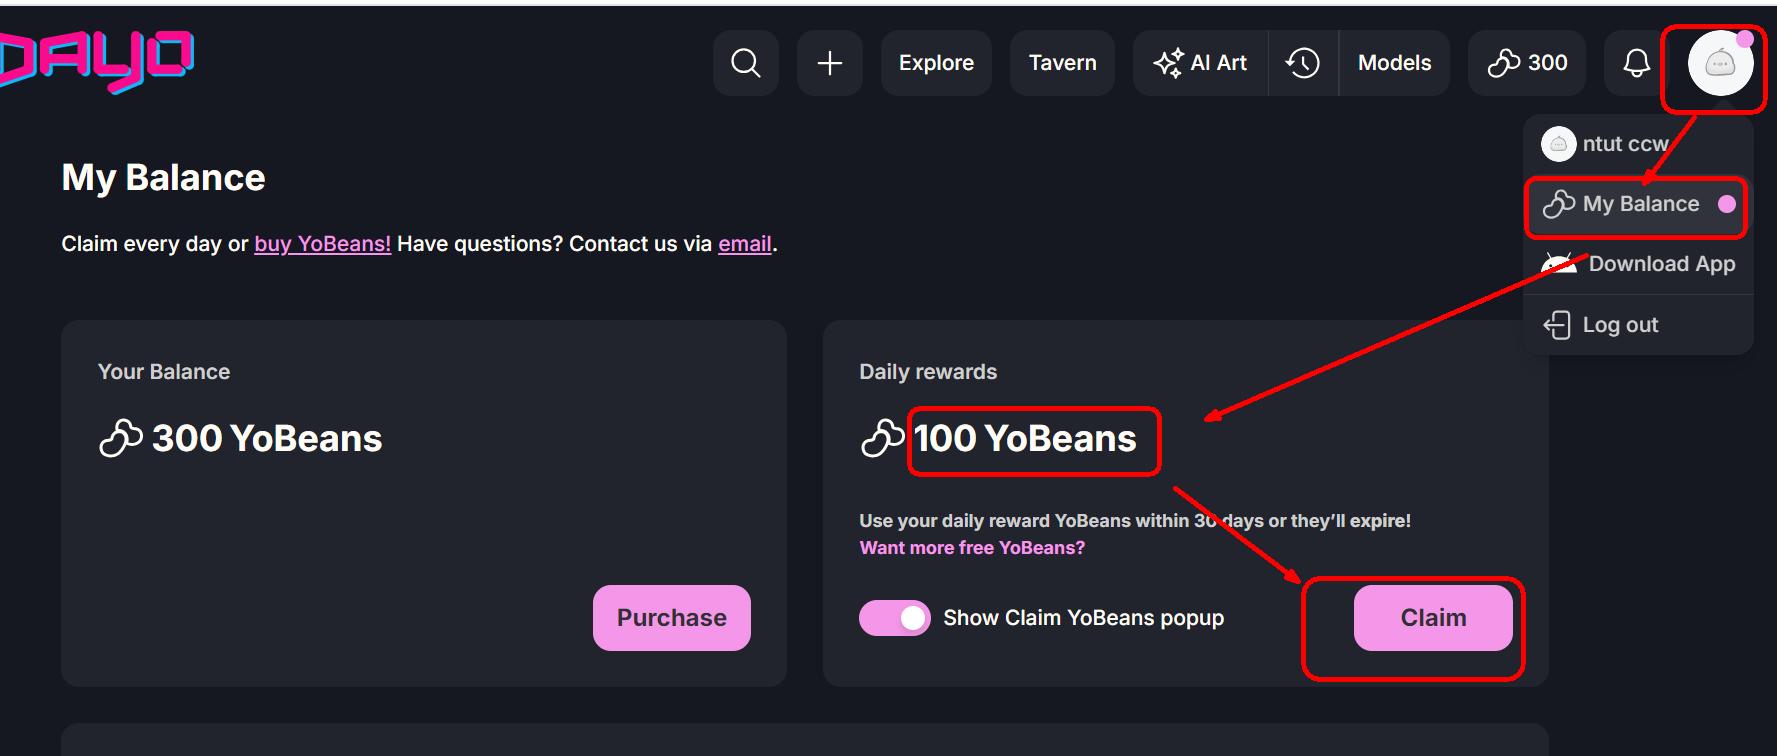 DAYO
Explore
Tavern
AI Art
Models
300
ntut ccw
My Balance
Download App
Log out
My Balance
Claim every day or buy YoBeans! Have questions? Contact us via email.
Your Balance
300 YoBeans
Purchase
Daily rewards
100 YoBeans
Use your daily reward YoBeans within 30 days or they'll expire!
Want more free YoBeans?
Show Claim YoBeans popup
Claim